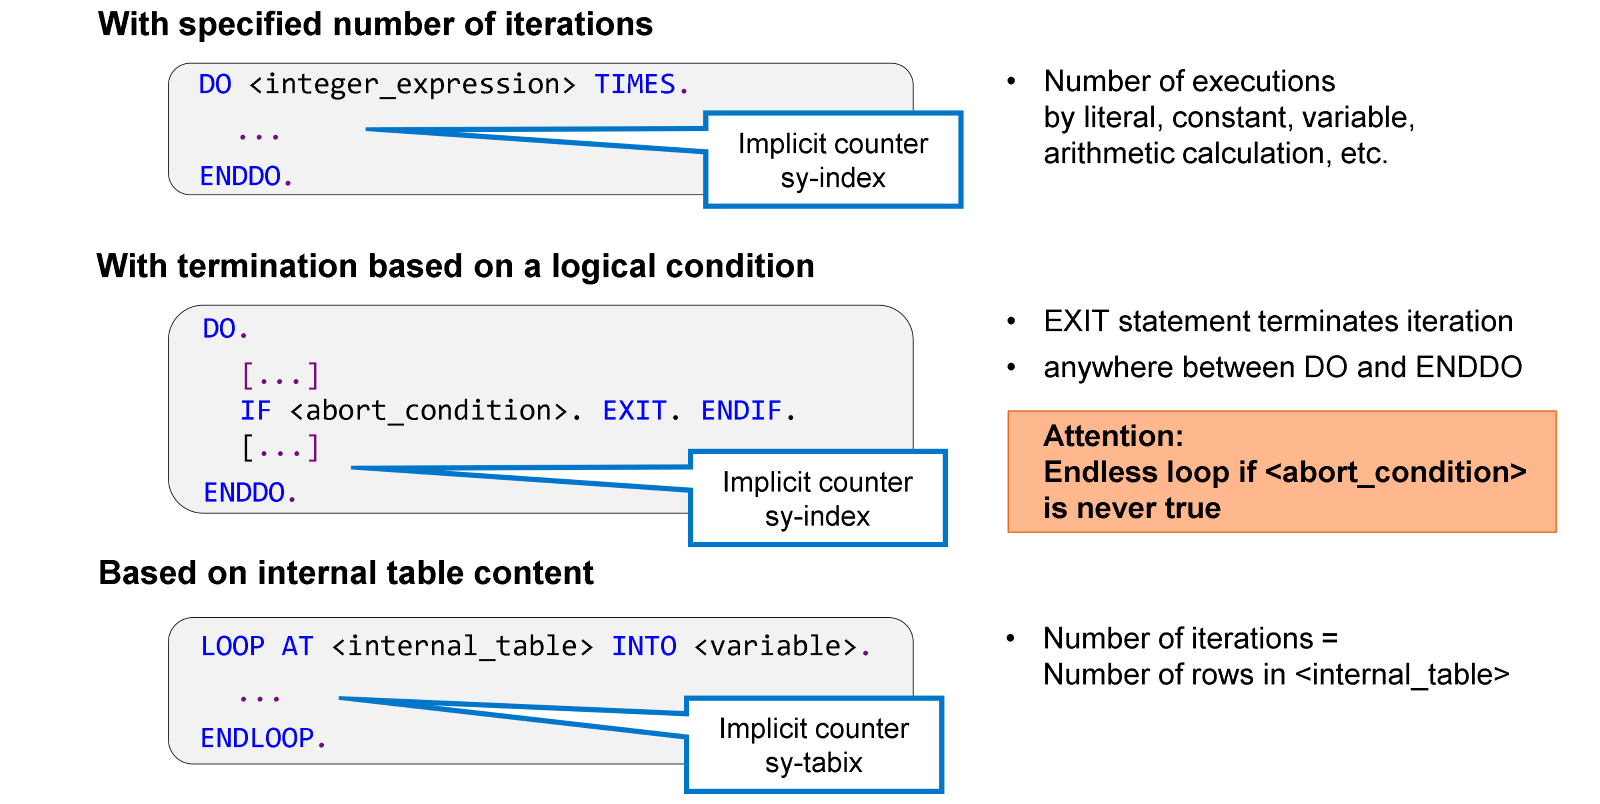 With specified number of iterations
DO <integer_expression> TIMES.
...
ENDDO.
Implicit counter
sy-index
• Number of executions
by literal, constant, variable,
arithmetic calculation, etc.
With termination based on a logical condition
DO.
[...]
IF <abort_condition>. EXIT. ENDIF.
[...]
ENDDO.
Implicit counter
sy-index
• EXIT statement terminates iteration
• anywhere between DO and ENDDO
Attention:
Endless loop if <abort_condition>
is never true
Based on internal table content
LOOP AT <internal_table> INTO <variable>.
...
ENDLOOP.
Implicit counter
sy-tabix
• Number of iterations =
Number of rows in <internal_table>